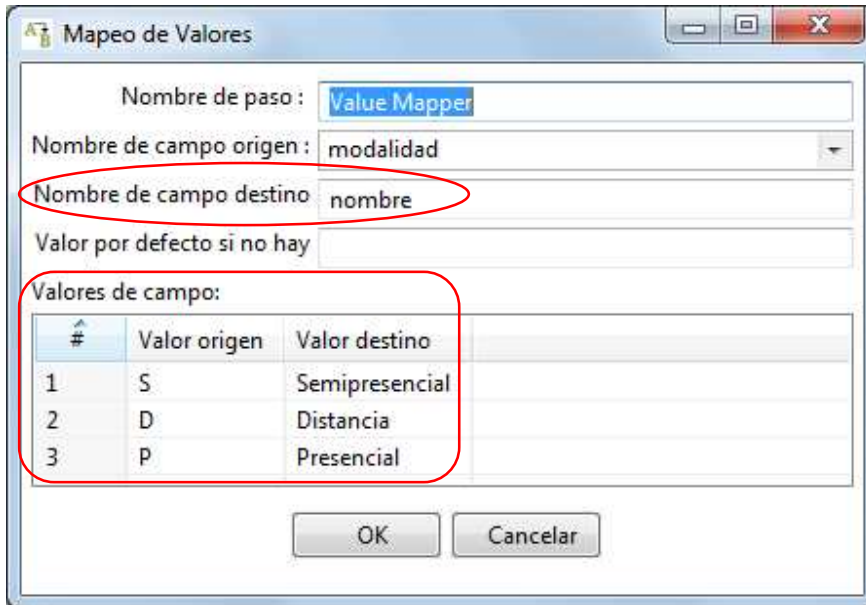 Mapeo de Valores
Nombre de paso : Value Mapper
Nombre de campo origen : modalidad
Nombre de campo destino nombre
Valor por defecto si no hay
Valores de campo:
# Valor origen Valor destino
1 S Semipresencial
2 D Distancia
3 P Presencial
OK Cancelar